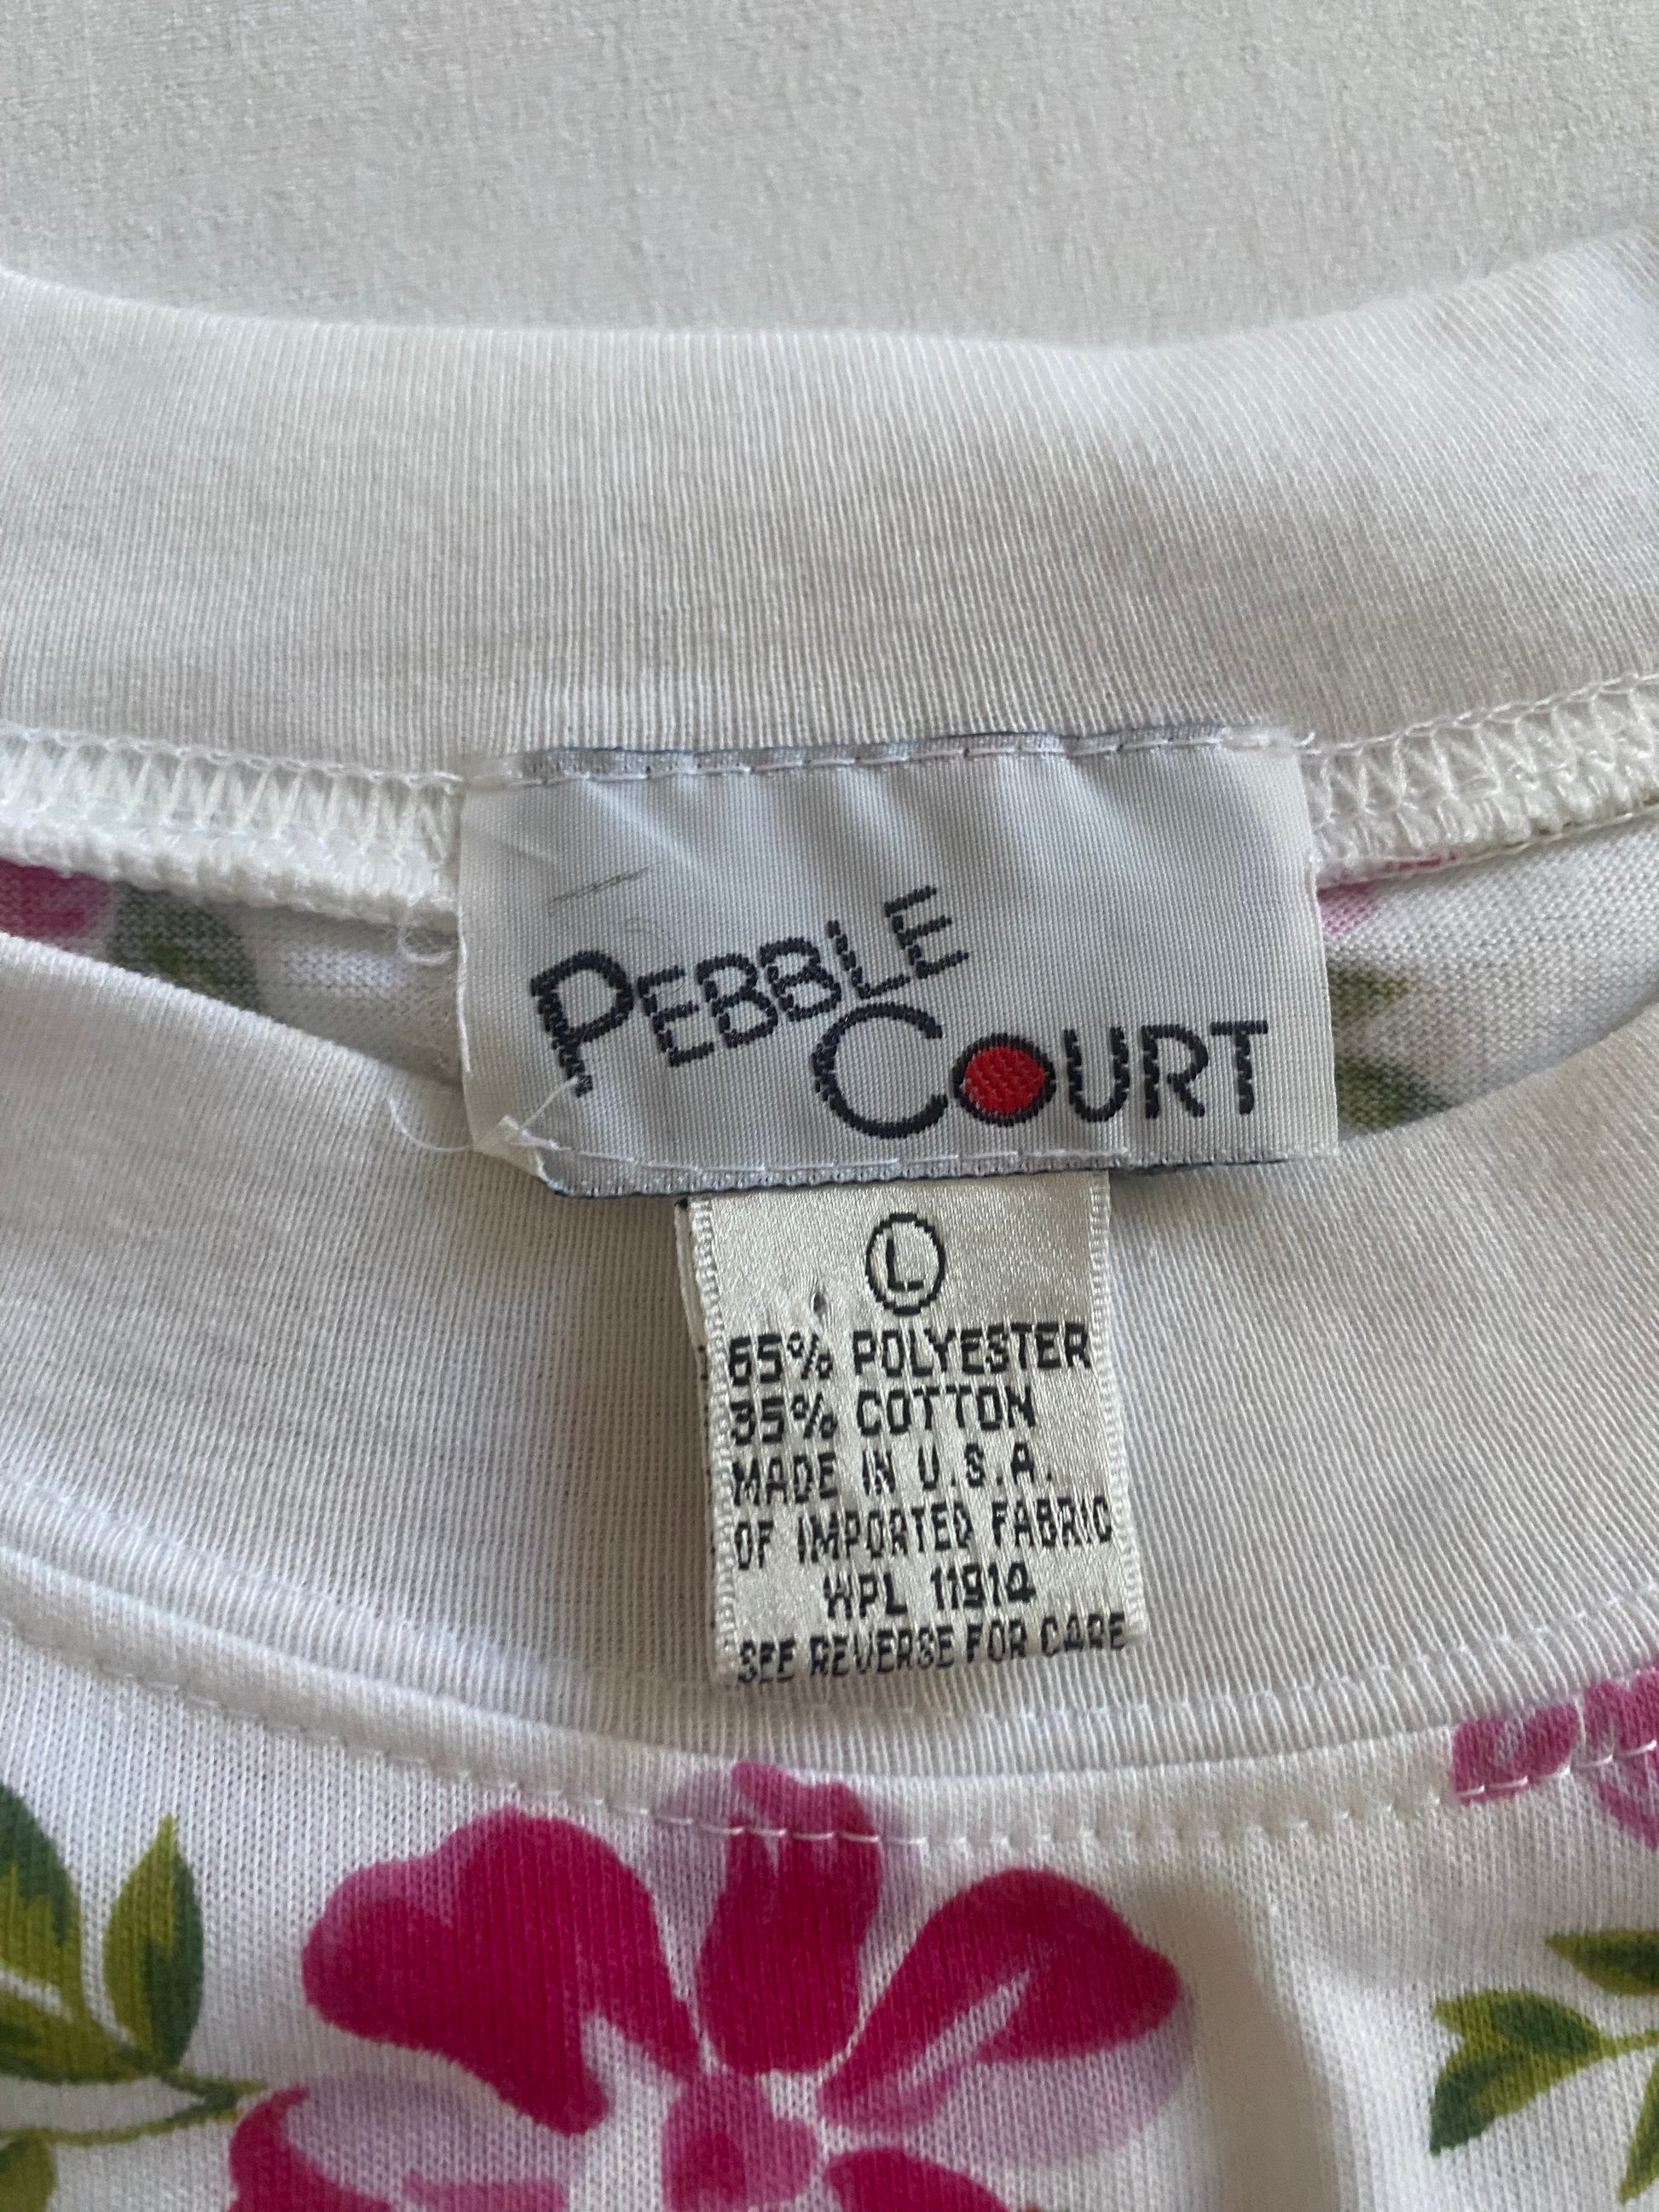 PEBBLE
COURT
L
65% POLYESTER
35% COTTON
MADE IN U.S.A.
OF IMPORTED FABRIC
WPL 11914
SEE REVERSE FOR CARE